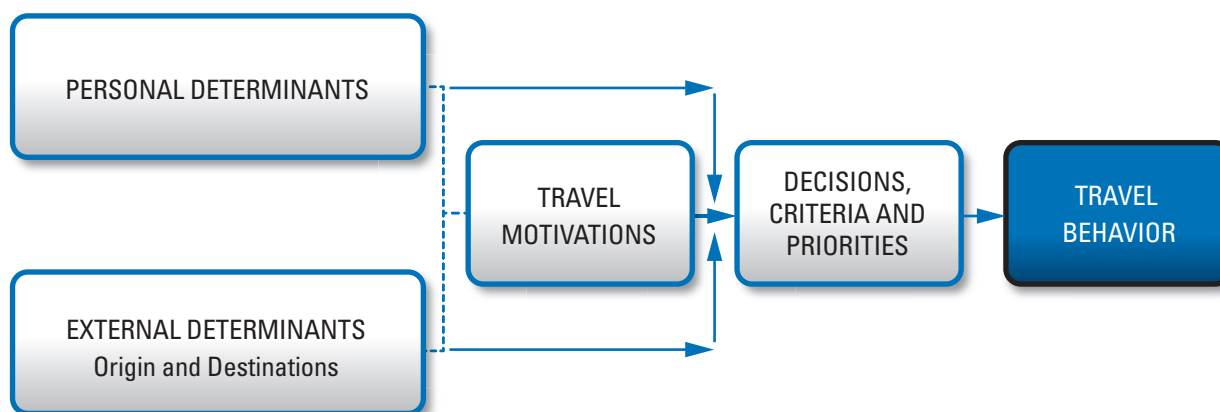 PERSONAL DETERMINANTS
TRAVEL
MOTIVATIONS
DECISIONS,
CRITERIA AND
PRIORITIES
TRAVEL
BEHAVIOR
EXTERNAL DETERMINANTS
Origin and Destinations